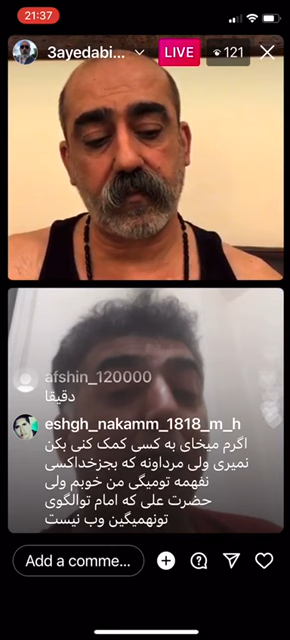 21:37
3ayedabi...
LIVE
121
afshin_120000
دقیقا
eshgh_nakamm_1818_m_h
اگرم میخای به کسی کمک کنی بکن
نمیری ولی مرداونه که بجزخداکسی
نفهمه تومیگی من خوبم ولی
حضرت علی که امام توالگوی
تونهمیگین وب نیست
Add a comme...